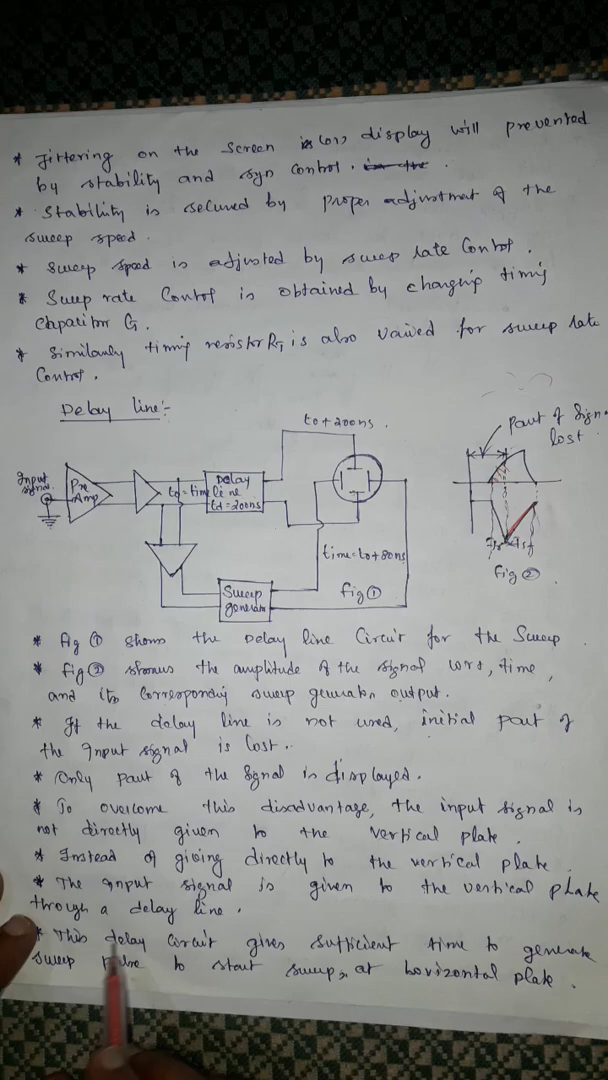 * Jittering on the screen (or) display will prevented
by stability and syn control.
* Stability is secured by proper adjustment of the
sweep speed.
* Sweep speed is adjusted by sweep rate Control.
* Sweep rate Control is obtained by changing timing
Capacitor
* Similarly timing resistor RT is also varied for sweep rate
Control.
Delay line:-
to+200ns.
Part of Sign
lost.
Input
signal
Pre
Amp
td=time
Delay
line
td=200ns
time=to+80ns
Sweep
generator
fig ①
fig ②
* fig ① shows the Delay line Circuit for the Sweep
* fig ② shows the amplitude of the signal w.r.t, time,
and its corresponding sweep generator output.
* If the delay line is not used, initial part of
the Input signal is lost.
* Only part of the Signal is displayed.
* To overcome this disadvantage, the input signal is
not directly given to the vertical plate.
* Instead of giving directly to the vertical plate.
* The input signal is given to the vertical plate
through a delay line.
* This delay circuit gives sufficient time to generate
sweep to start sweep, at horizontal plate.